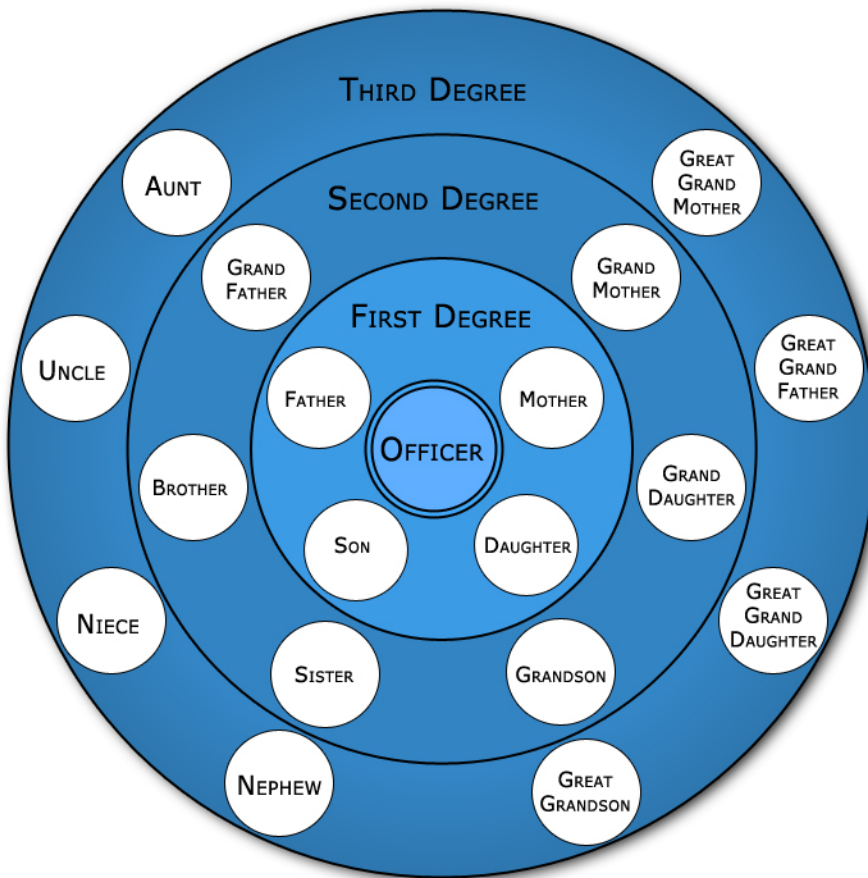 Third Degree
Aunt
Great
Grand
Mother
Second Degree
Grand
Father
Grand
Mother
First Degree
Uncle
Great
Grand
Father
Father
Mother
Officer
Brother
Grand
Daughter
Son
Daughter
Niece
Great
Grand
Daughter
Sister
Grandson
Nephew
Great
Grandson